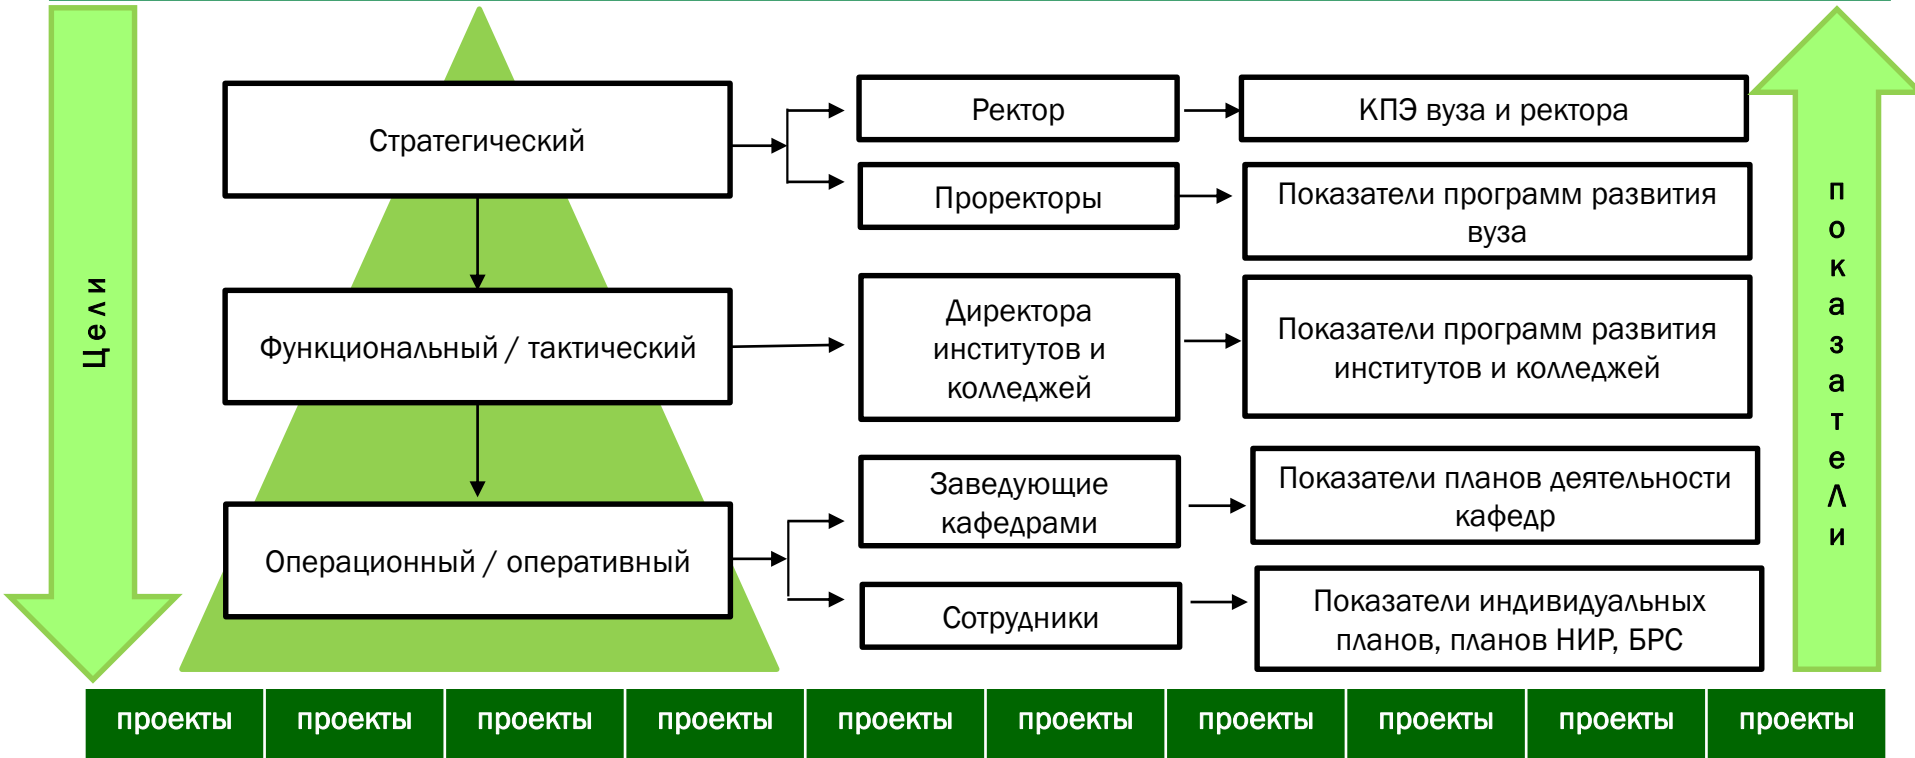 Цели
Стратегический
Ректор
КПЭ вуза и ректора
Проректоры
Показатели программ развития
вуза
Функциональный / тактический
Директора
институтов и
колледжей
Показатели программ развития
институтов и колледжей
Операционный / оперативный
Заведующие
кафедрами
Показатели планов деятельности
кафедр
Сотрудники
Показатели индивидуальных
планов, планов НИР, БРС
показатеЛи
проекты проекты проекты проекты проекты проекты проекты проекты проекты проекты